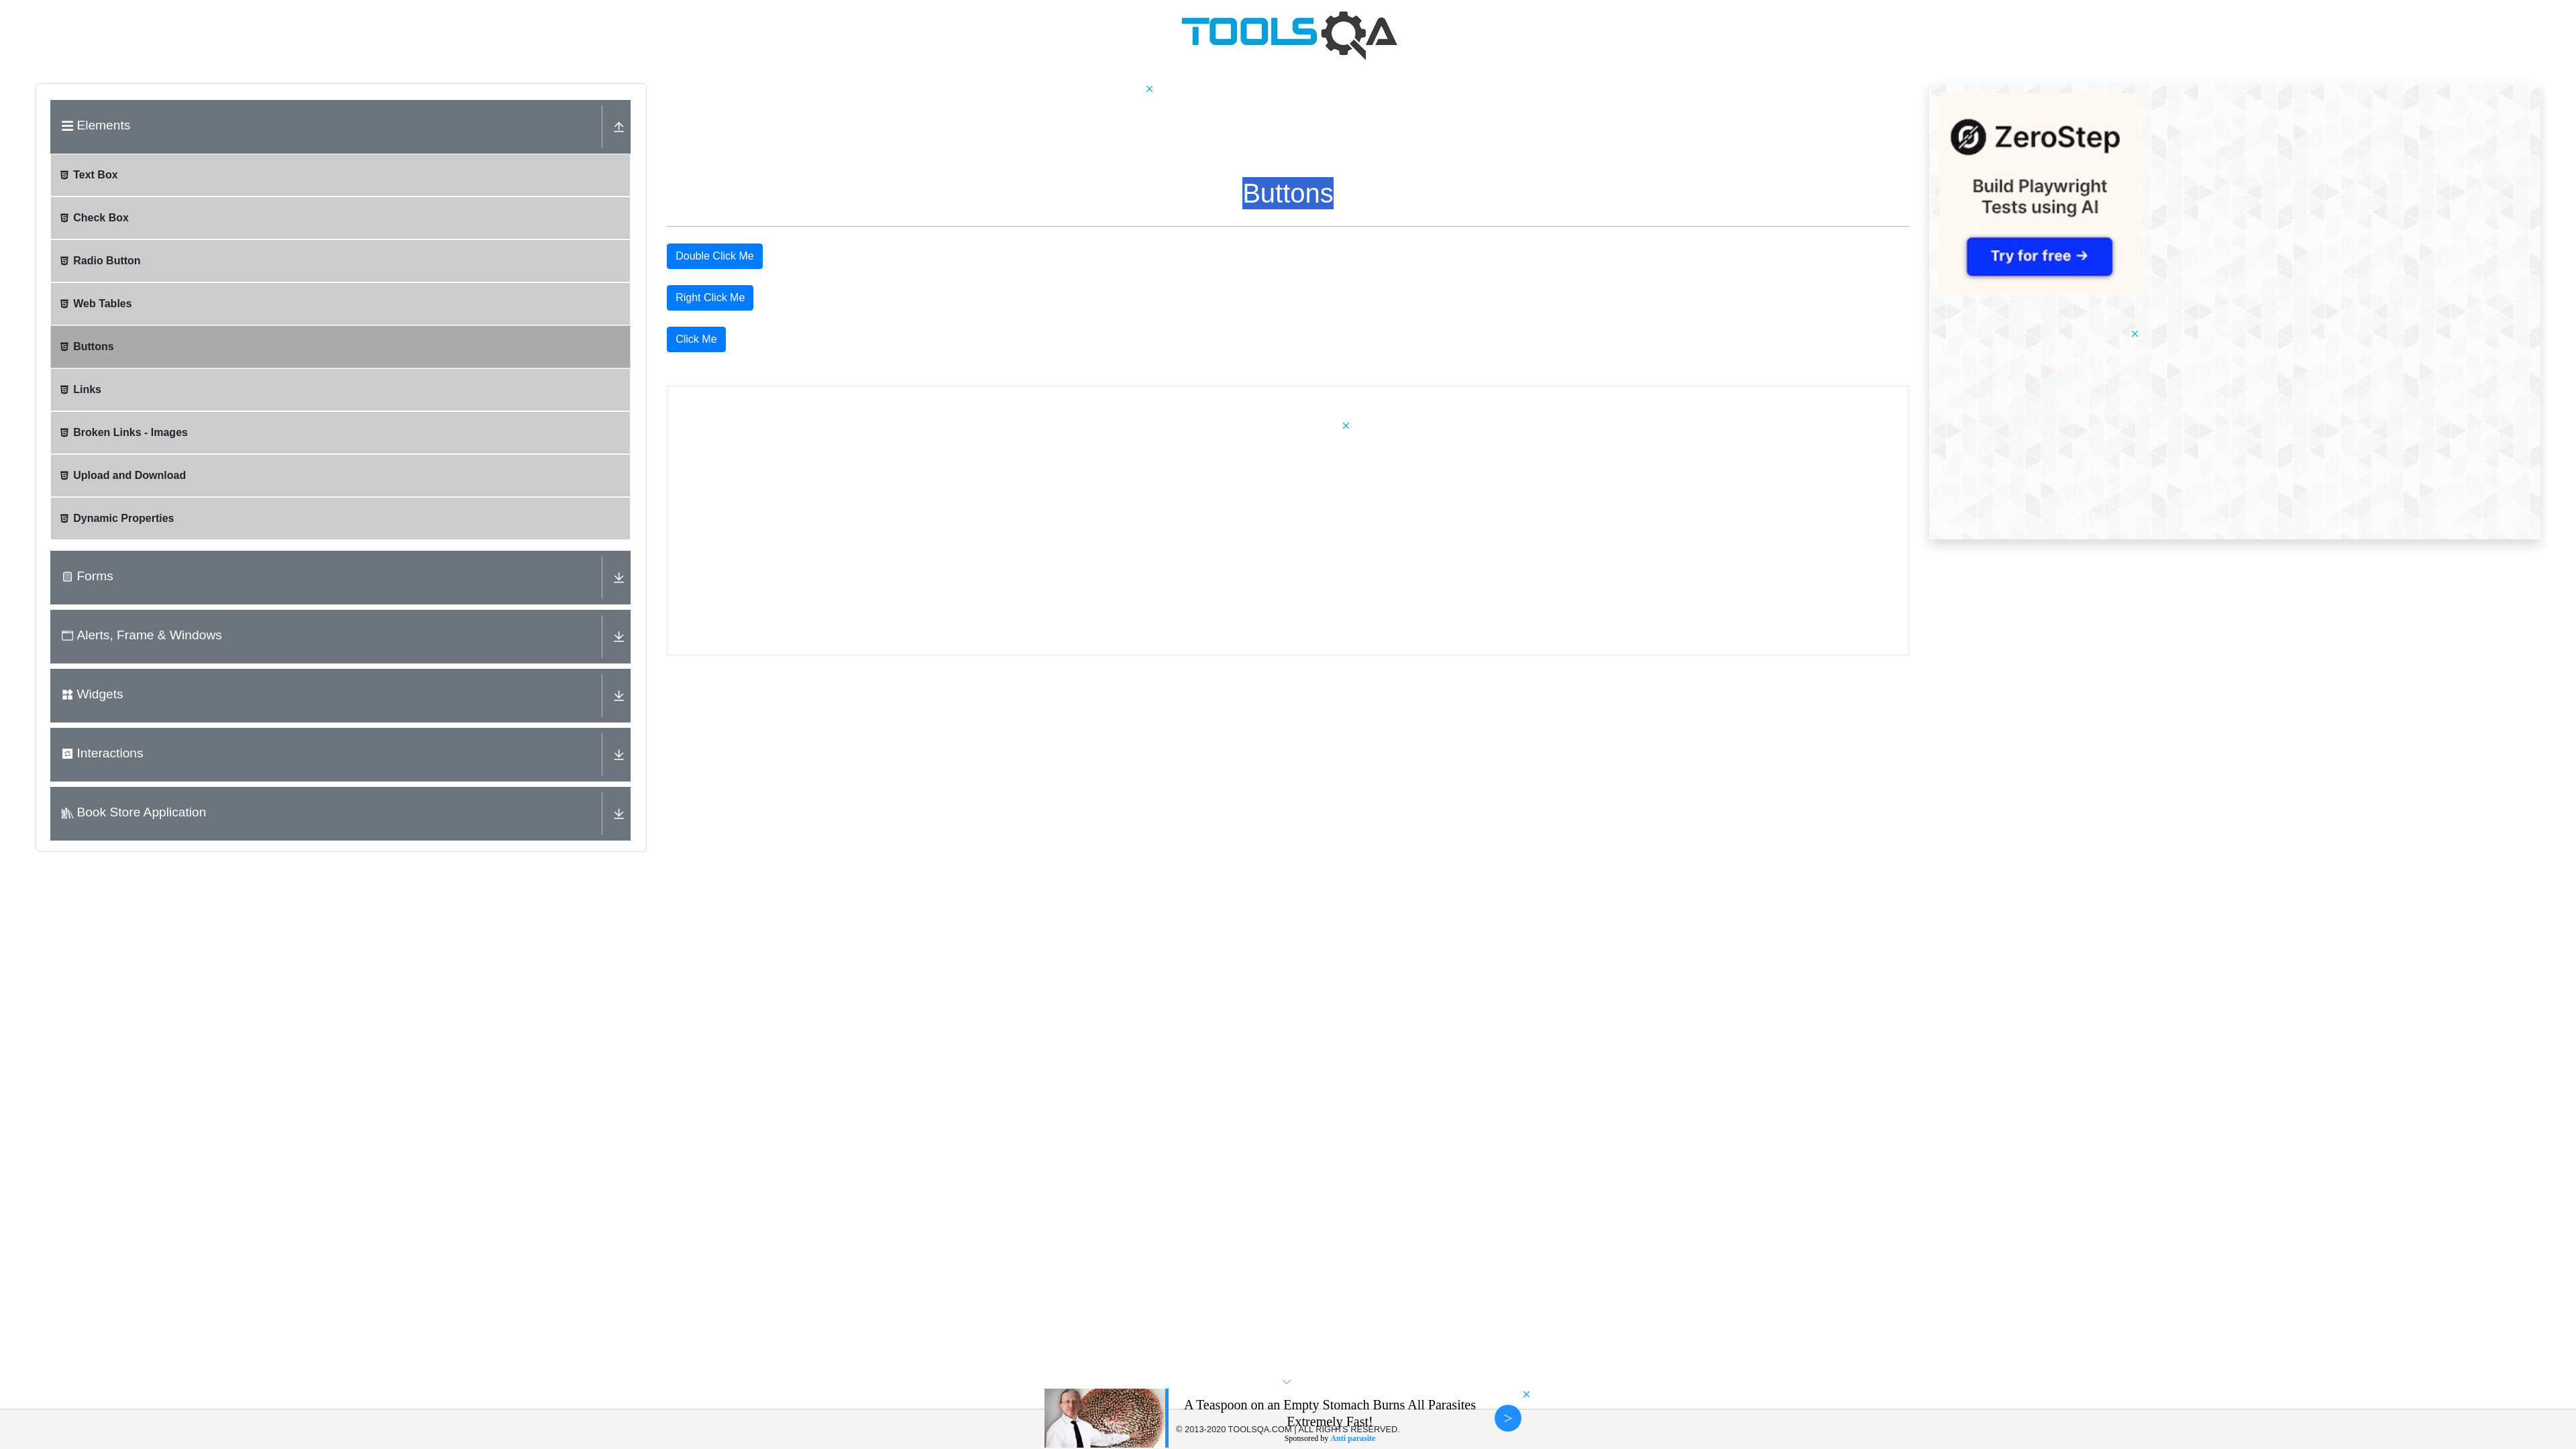 TOOLSQA
Elements
Text Box
Check Box
Radio Button
Web Tables
Buttons
Links
Broken Links - Images
Upload and Download
Dynamic Properties
Forms
Alerts, Frame & Windows
Widgets
Interactions
Book Store Application
Buttons
Double Click Me
Right Click Me
Click Me
ZeroStep
Build Playwright
Tests using AI
Try for free →
A Teaspoon on an Empty Stomach Burns All Parasites
Extremely Fast!
© 2013-2020 TOOLSQA.COM | ALL RIGHTS RESERVED.
Sponsored by Anti parasite